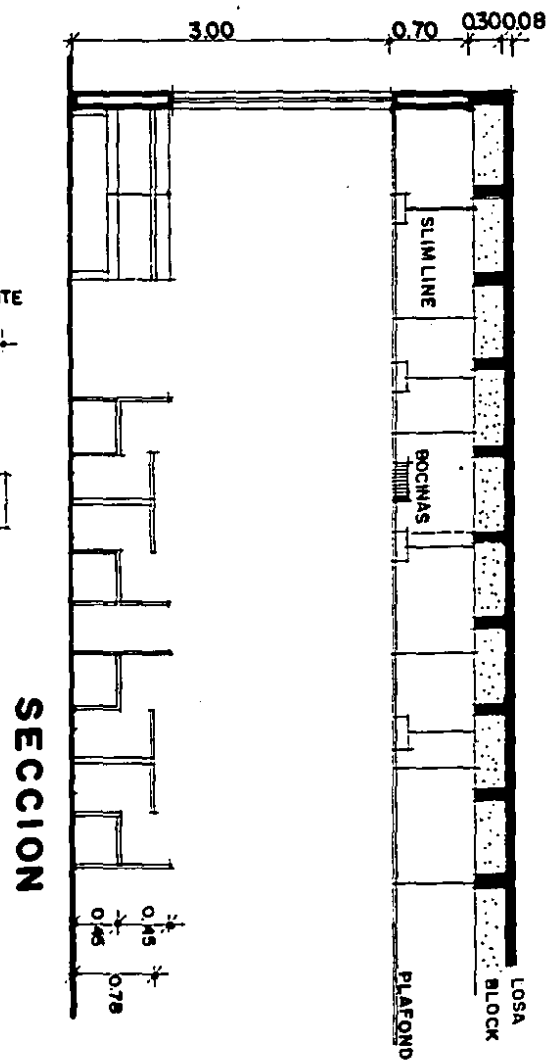 3.00
0.70
0.30
0.08
SLIM LINE
BOCINAS
LOSA
BLOCK
PLAFOND
0.45
0.45
0.78
TE
SECCION